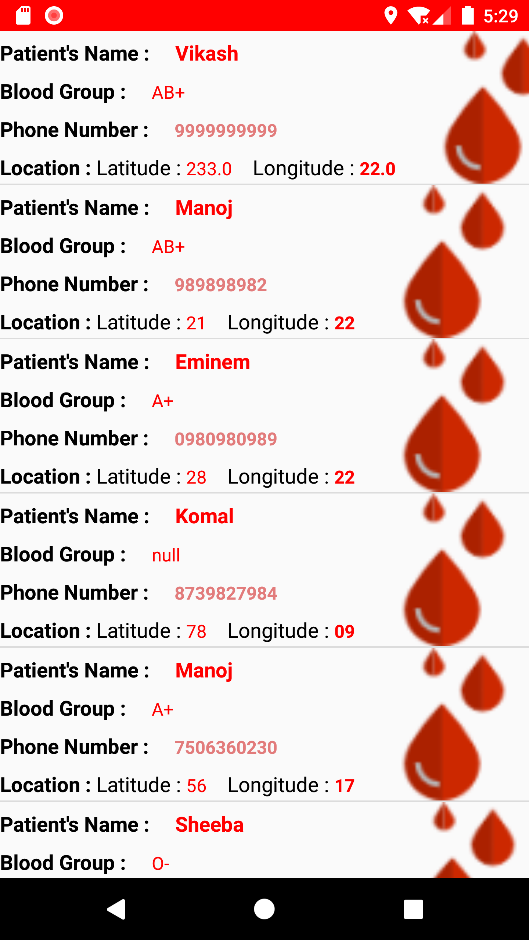 5:29
Patient's Name : Vikash
Blood Group : AB+
Phone Number : 9999999999
Location : Latitude : 233.0 Longitude : 22.0
Patient's Name : Manoj
Blood Group : AB+
Phone Number : 989898982
Location : Latitude : 21 Longitude : 22
Patient's Name : Eminem
Blood Group : A+
Phone Number : 0980980989
Location : Latitude : 28 Longitude : 22
Patient's Name : Komal
Blood Group : null
Phone Number : 8739827984
Location : Latitude : 78 Longitude : 09
Patient's Name : Manoj
Blood Group : A+
Phone Number : 7506360230
Location : Latitude : 56 Longitude : 17
Patient's Name : Sheeba
Blood Group : O-